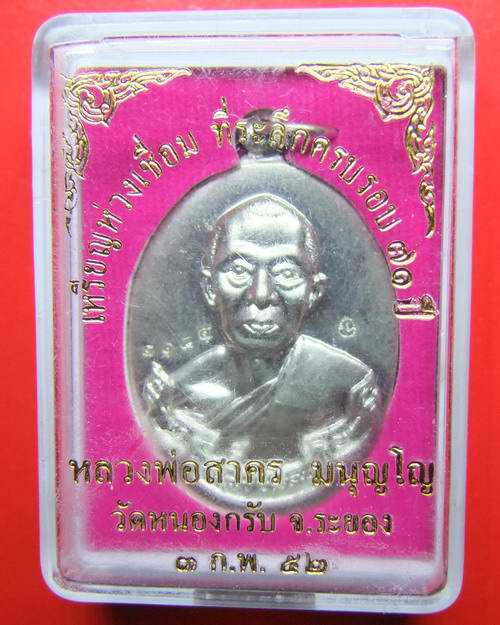 เหรียญห่วงเชื่อม ที่ระลึกครบรอบ ๗๑ ปี
หลวงพ่อสาคร มนุญฺโญ
วัดหนองกรับ จ.ระยอง
๓ ก.พ. ๕๒